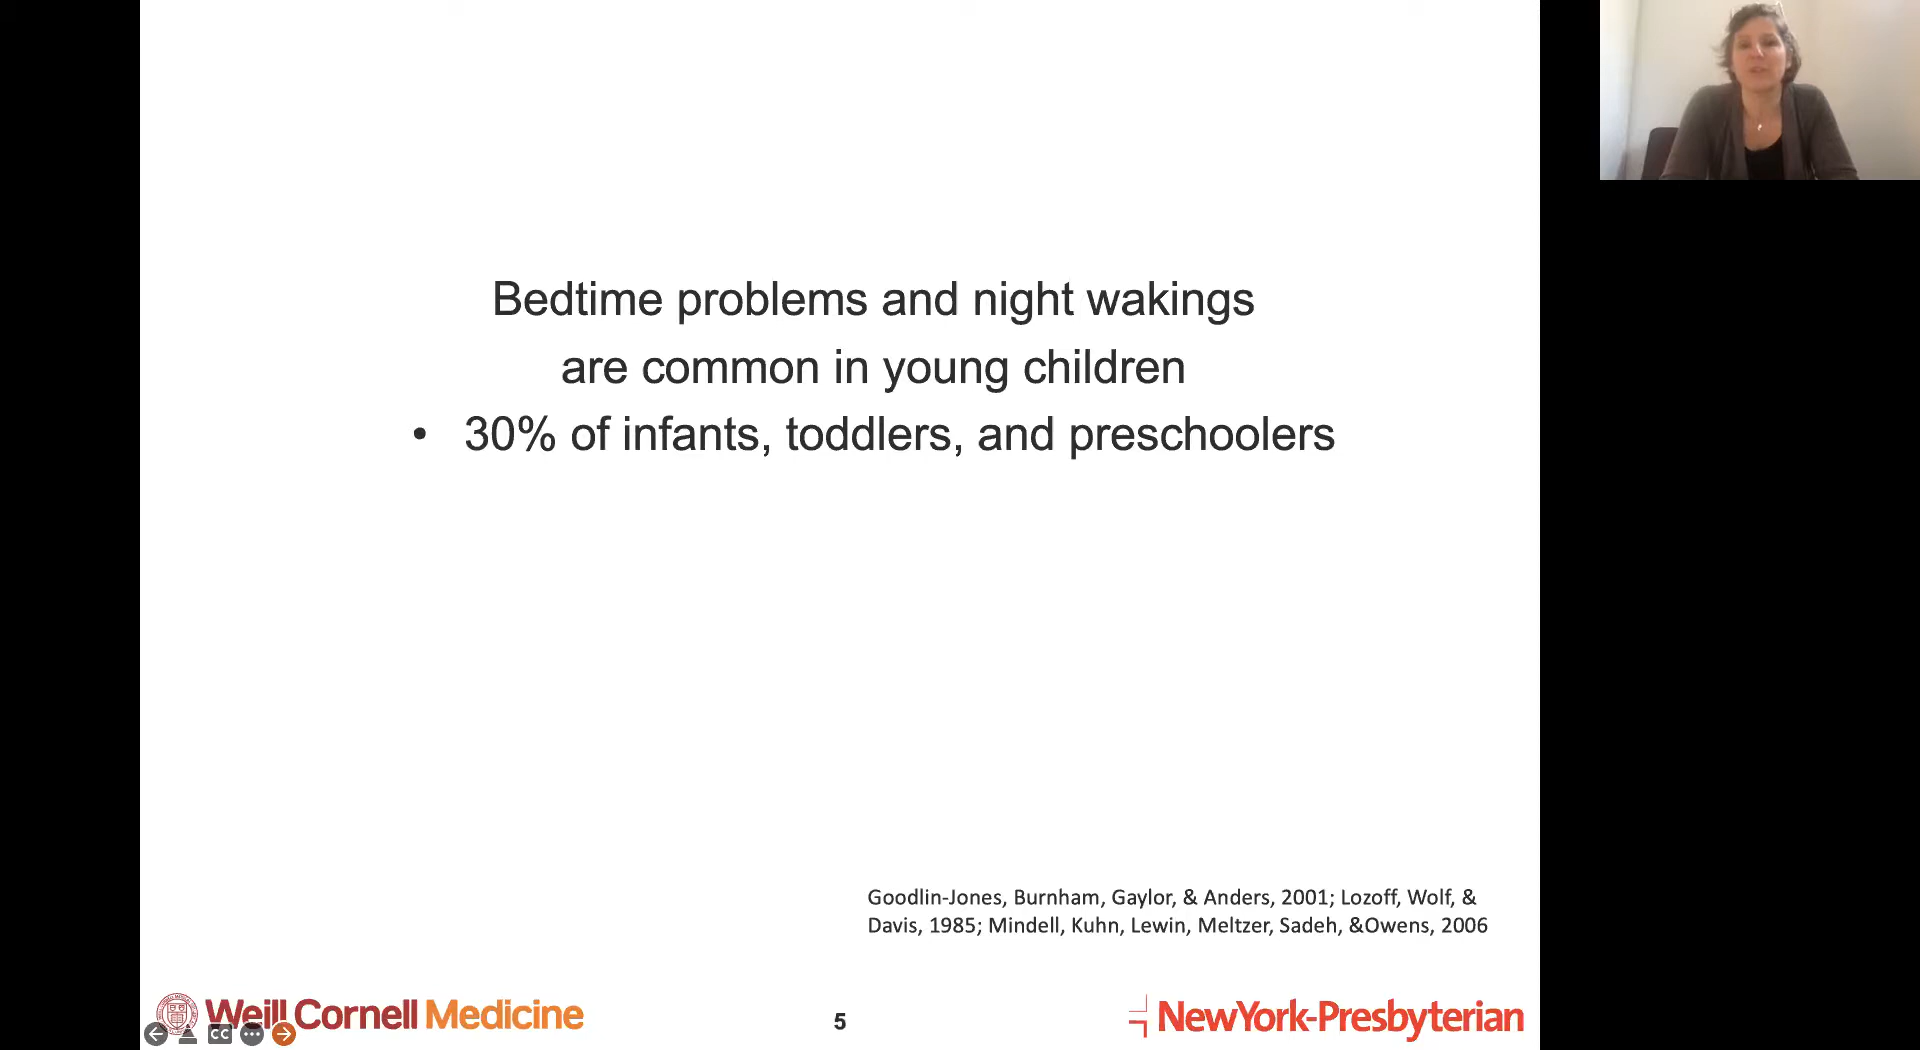 Bedtime problems and night wakings
are common in young children
• 30% of infants, toddlers, and preschoolers
Goodlin-Jones, Burnham, Gaylor, & Anders, 2001; Lozoff, Wolf, &
Davis, 1985; Mindell, Kuhn, Lewin, Meltzer, Sadeh, &Owens, 2006
Weill Cornell Medicine
CC
5
NewYork-Presbyterian